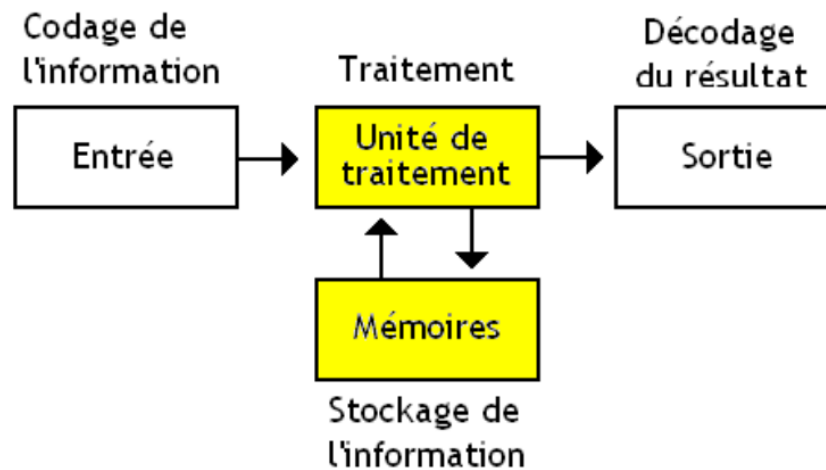 Codage de
l'information
Traitement
Décodage
du résultat
Entrée
Unité de
traitement
Sortie
Mémoires
Stockage de
l'information